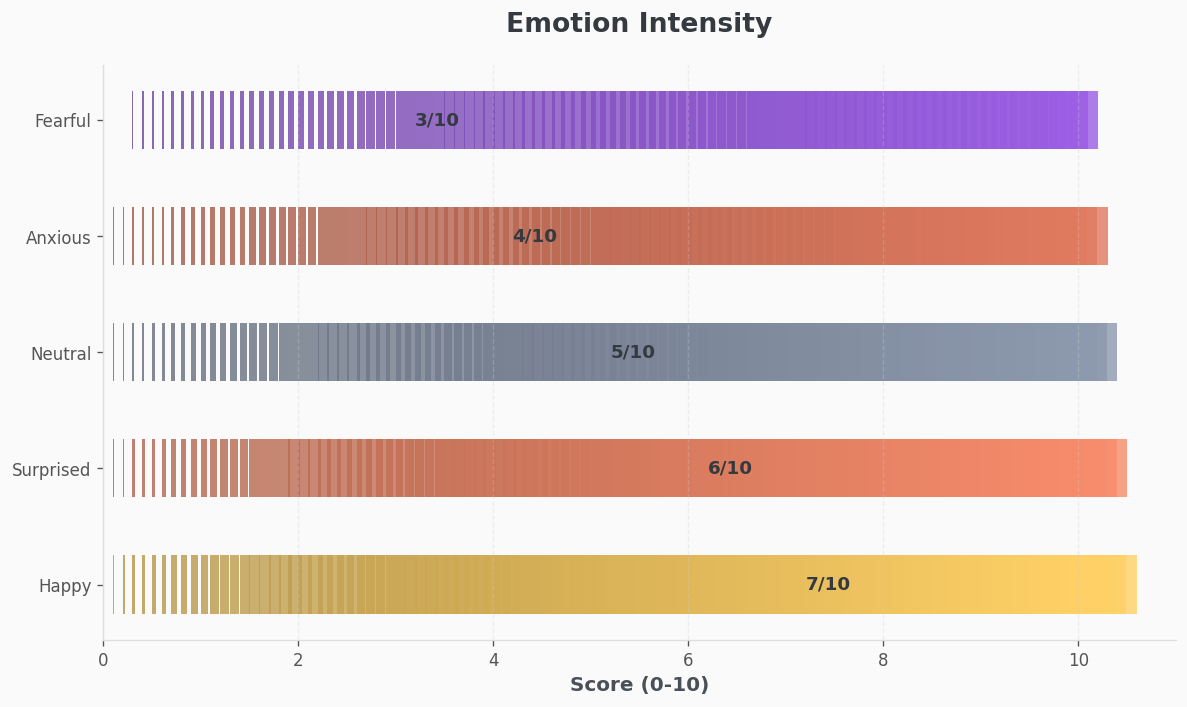 Emotion Intensity
Fearful
3/10
Anxious
4/10
Neutral
5/10
Surprised
6/10
Happy
7/10
0 2 4 6 8 10
Score (0-10)